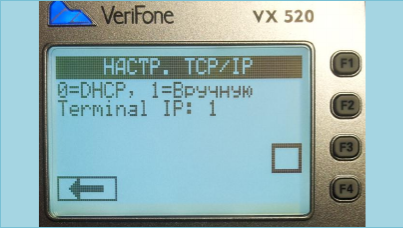 VeriFone VX 520
НАСТР. TCP/IP
F1
0=DHCP, 1=Вручную
Terminal IP: 1
F2
F3
F4